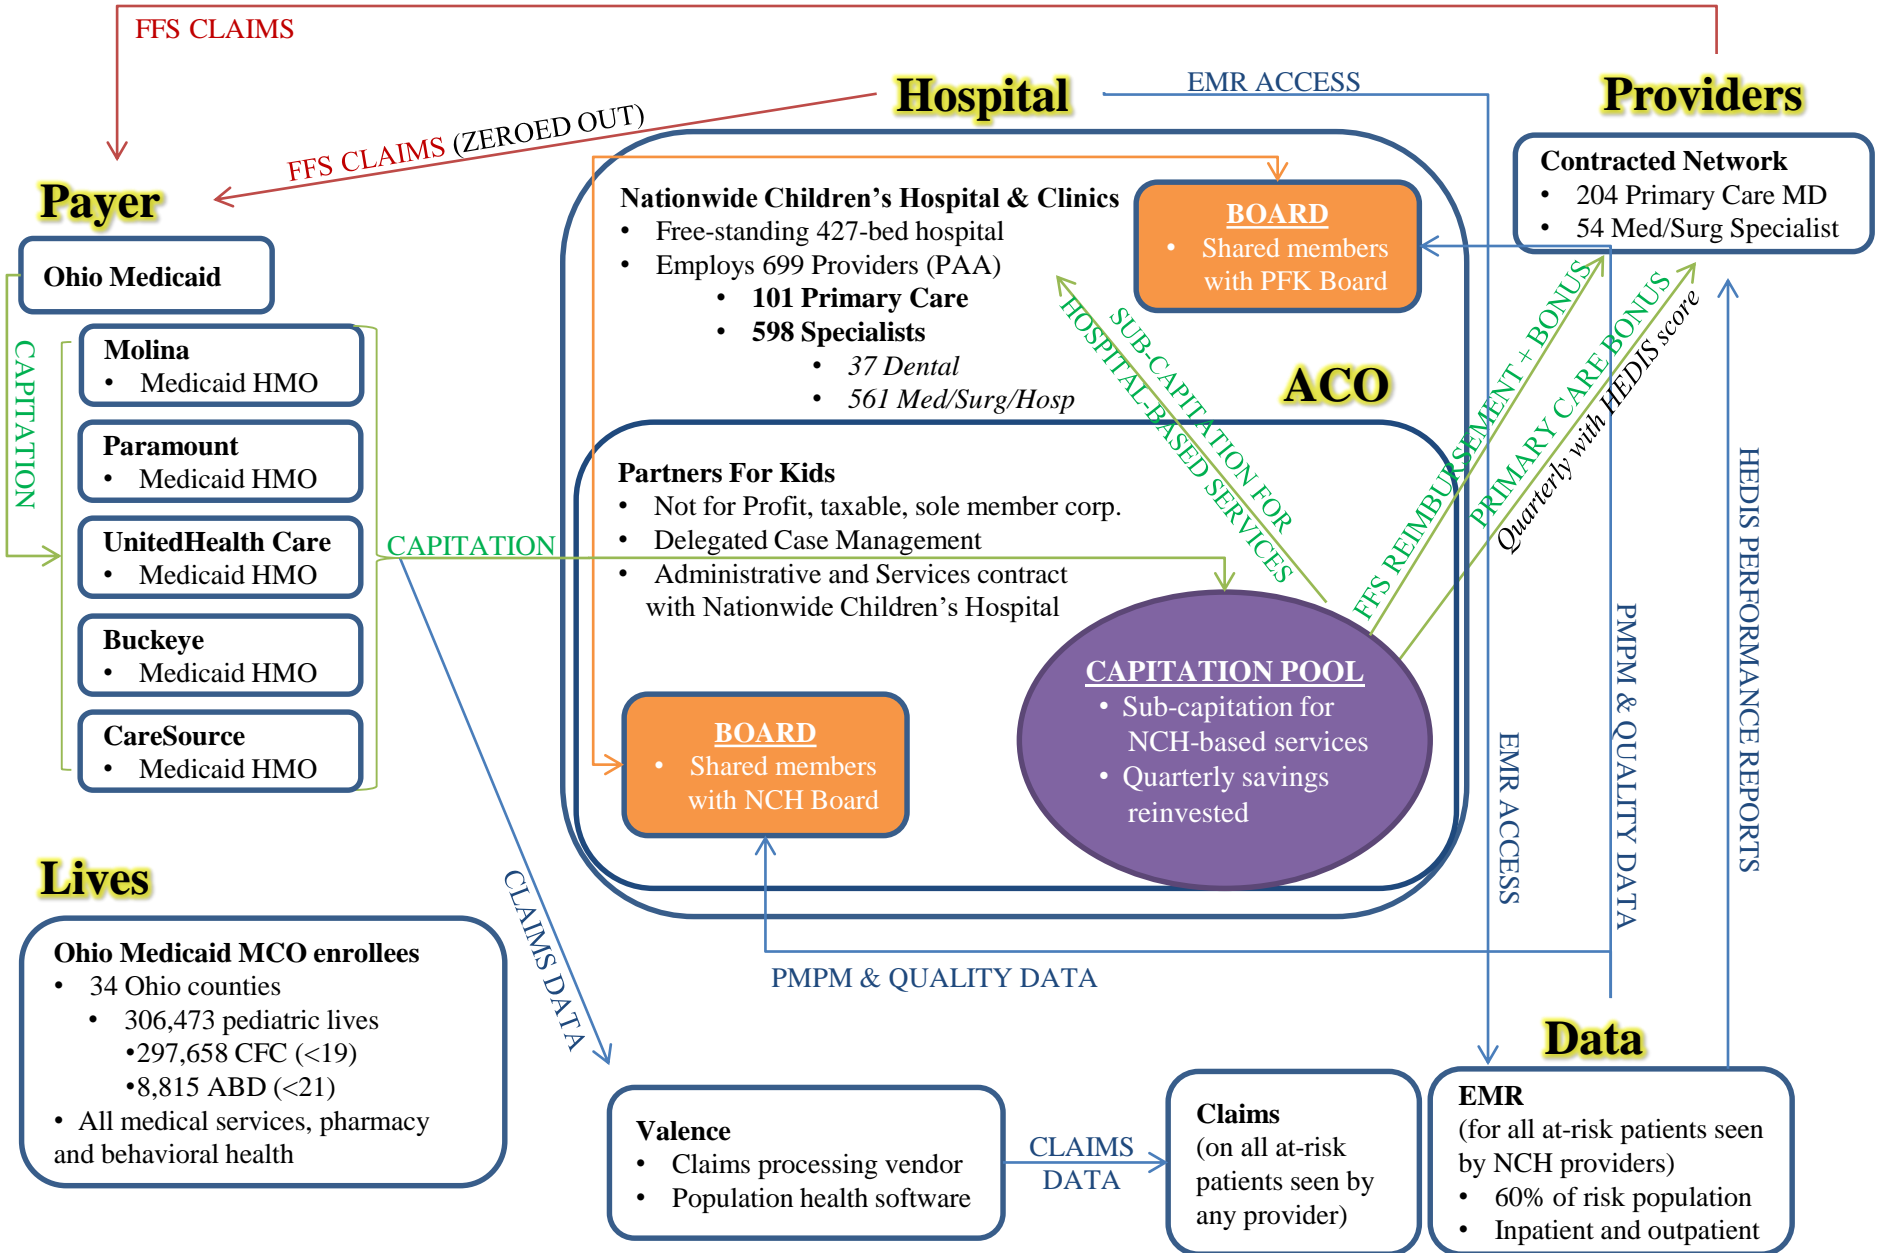 FFS CLAIMS
Hospital
EMR ACCESS
Providers
FFS CLAIMS (ZEROED OUT)
Payer
Ohio Medicaid
CAPITATION
Molina
• Medicaid HMO
Paramount
• Medicaid HMO
UnitedHealth Care
• Medicaid HMO
Buckeye
• Medicaid HMO
CareSource
• Medicaid HMO
CAPITATION
Nationwide Children’s Hospital & Clinics
• Free-standing 427-bed hospital
• Employs 699 Providers (PAA)
• 101 Primary Care
• 598 Specialists
• 37 Dental
• 561 Med/Surg/Hosp
BOARD
• Shared members
with PFK Board
ACO
SUB-CAPITATION FOR
HOSPITAL-BASED SERVICES
Partners For Kids
• Not for Profit, taxable, sole member corp.
• Delegated Case Management
• Administrative and Services contract
with Nationwide Children’s Hospital
BOARD
• Shared members
with NCH Board
CAPITATION POOL
• Sub-capitation for
NCH-based services
• Quarterly savings
reinvested
Contracted Network
• 204 Primary Care MD
• 54 Med/Surg Specialist
FFS REIMBURSEMENT + BONUS
PRIMARY CARE BONUS
Quarterly with HEDIS score
EMR ACCESS
PMPM & QUALITY DATA
HEDIS PERFORMANCE REPORTS
PMPM & QUALITY DATA
CLAIMS DATA
Lives
Ohio Medicaid MCO enrollees
• 34 Ohio counties
• 306,473 pediatric lives
•297,658 CFC (<19)
•8,815 ABD (<21)
• All medical services, pharmacy
and behavioral health
Valence
• Claims processing vendor
• Population health software
CLAIMS
DATA
Data
Claims
(on all at-risk
patients seen by
any provider)
EMR
(for all at-risk patients seen
by NCH providers)
• 60% of risk population
• Inpatient and outpatient